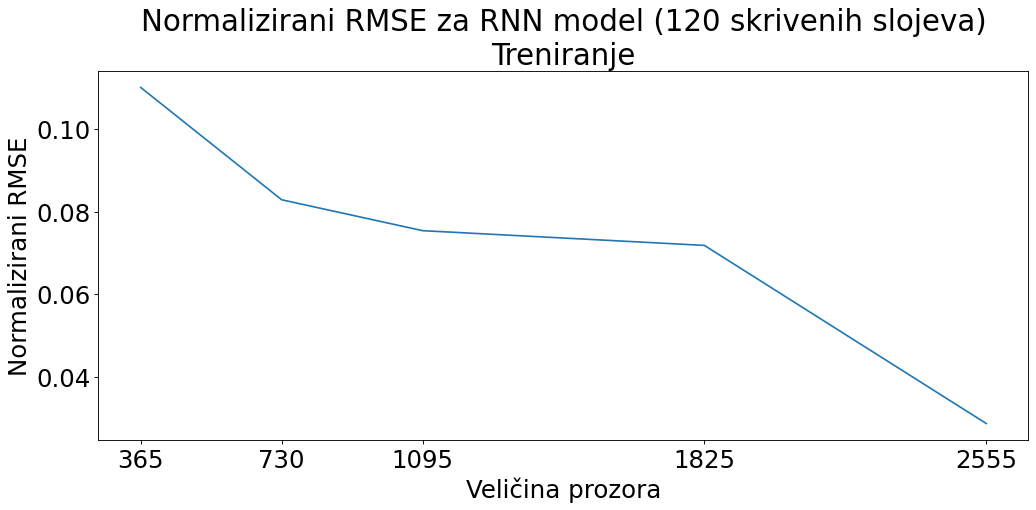 Normalizirani RMSE za RNN model (120 skrivenih slojeva)
Treniranje
Normalizirani RMSE
0.10
0.08
0.06
0.04
365 730 1095 1825 2555
Veličina prozora